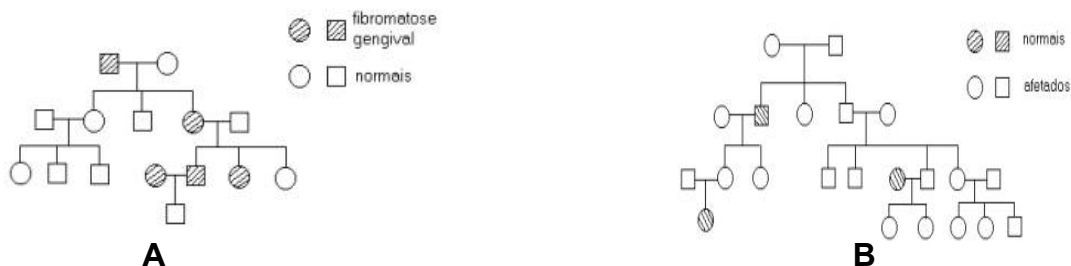 fibromatose
gengival
normais
normais
afetados
A
B